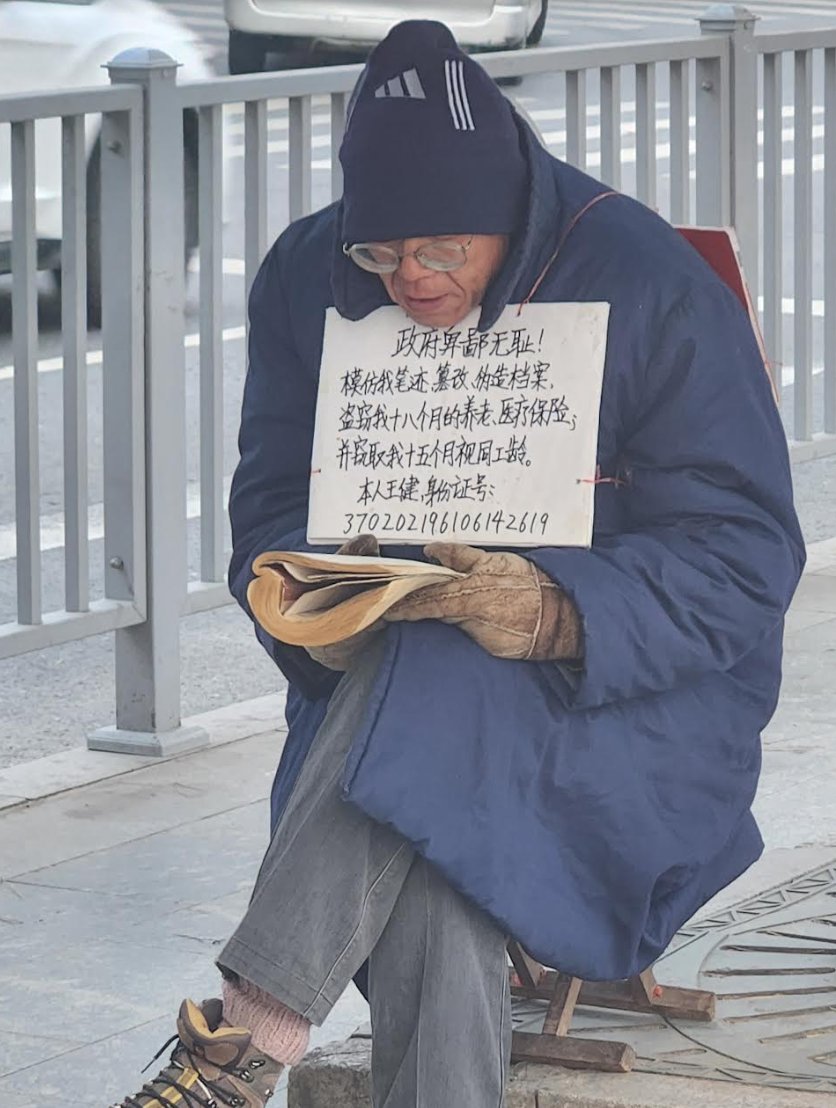 政府卑鄙无耻!
模仿我笔迹、篡改、伪造档案,
盗窃我十八个月的养老、医疗保险;
并窃取我十五个月视同工龄。
本人王健,身份证号:
370202196106142619